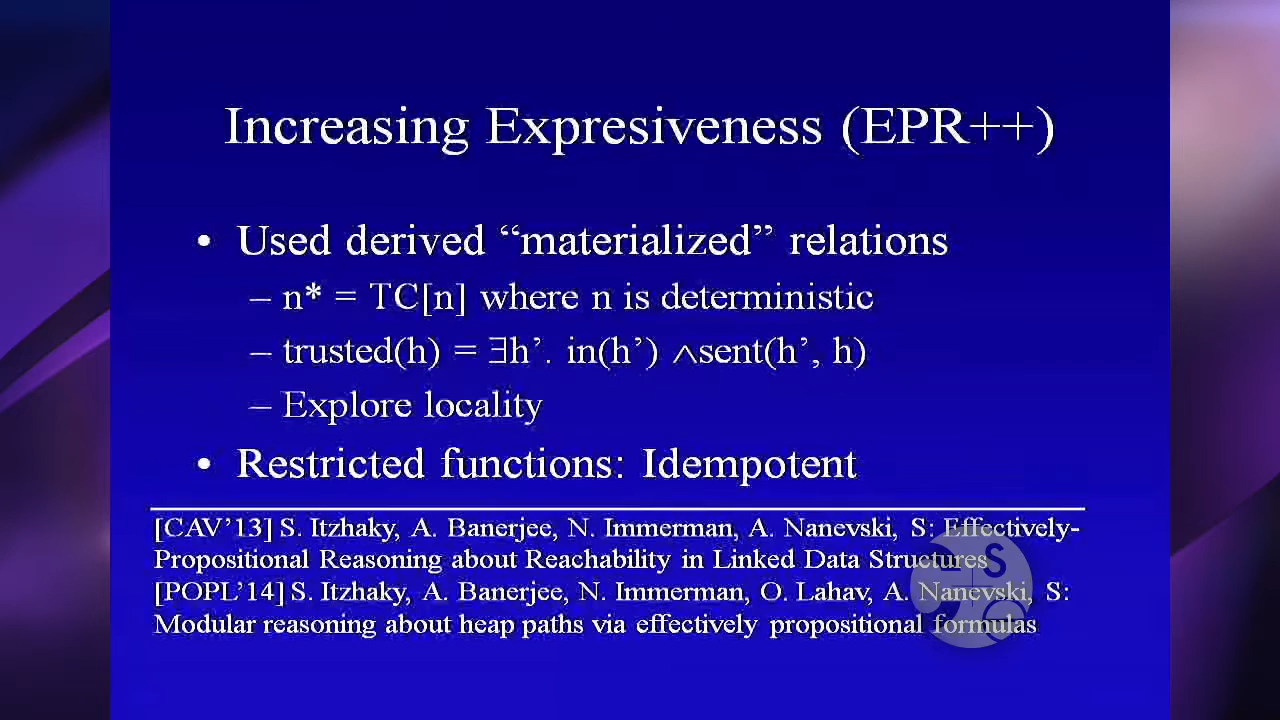 Increasing Expresiveness (EPR++)
• Used derived “materialized” relations
– n* = TC[n] where n is deterministic
– trusted(h) = ∃h’. in(h’) ∧sent(h’, h)
– Explore locality
• Restricted functions: Idempotent
[CAV’13] S. Itzhaky, A. Banerjee, N. Immerman, A. Nanevski, S: Effectively-
Propositional Reasoning about Reachability in Linked Data Structures
[POPL’14] S. Itzhaky, A. Banerjee, N. Immerman, O. Lahav, A. Nanevski, S:
Modular reasoning about heap paths via effectively propositional formulas